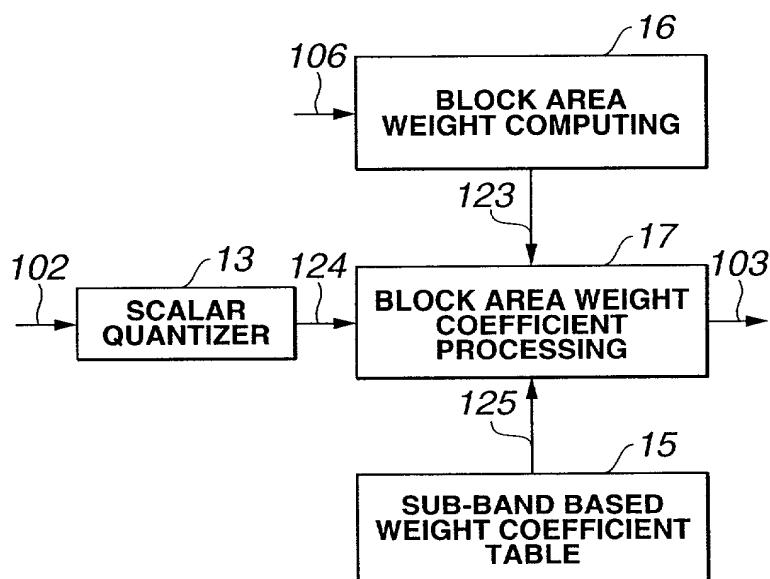 16
106
BLOCK AREA
WEIGHT COMPUTING
123
17
102
13
124
103
SCALAR
QUANTIZER
BLOCK AREA WEIGHT
COEFFICIENT
PROCESSING
125
15
SUB-BAND BASED
WEIGHT COEFFICIENT
TABLE